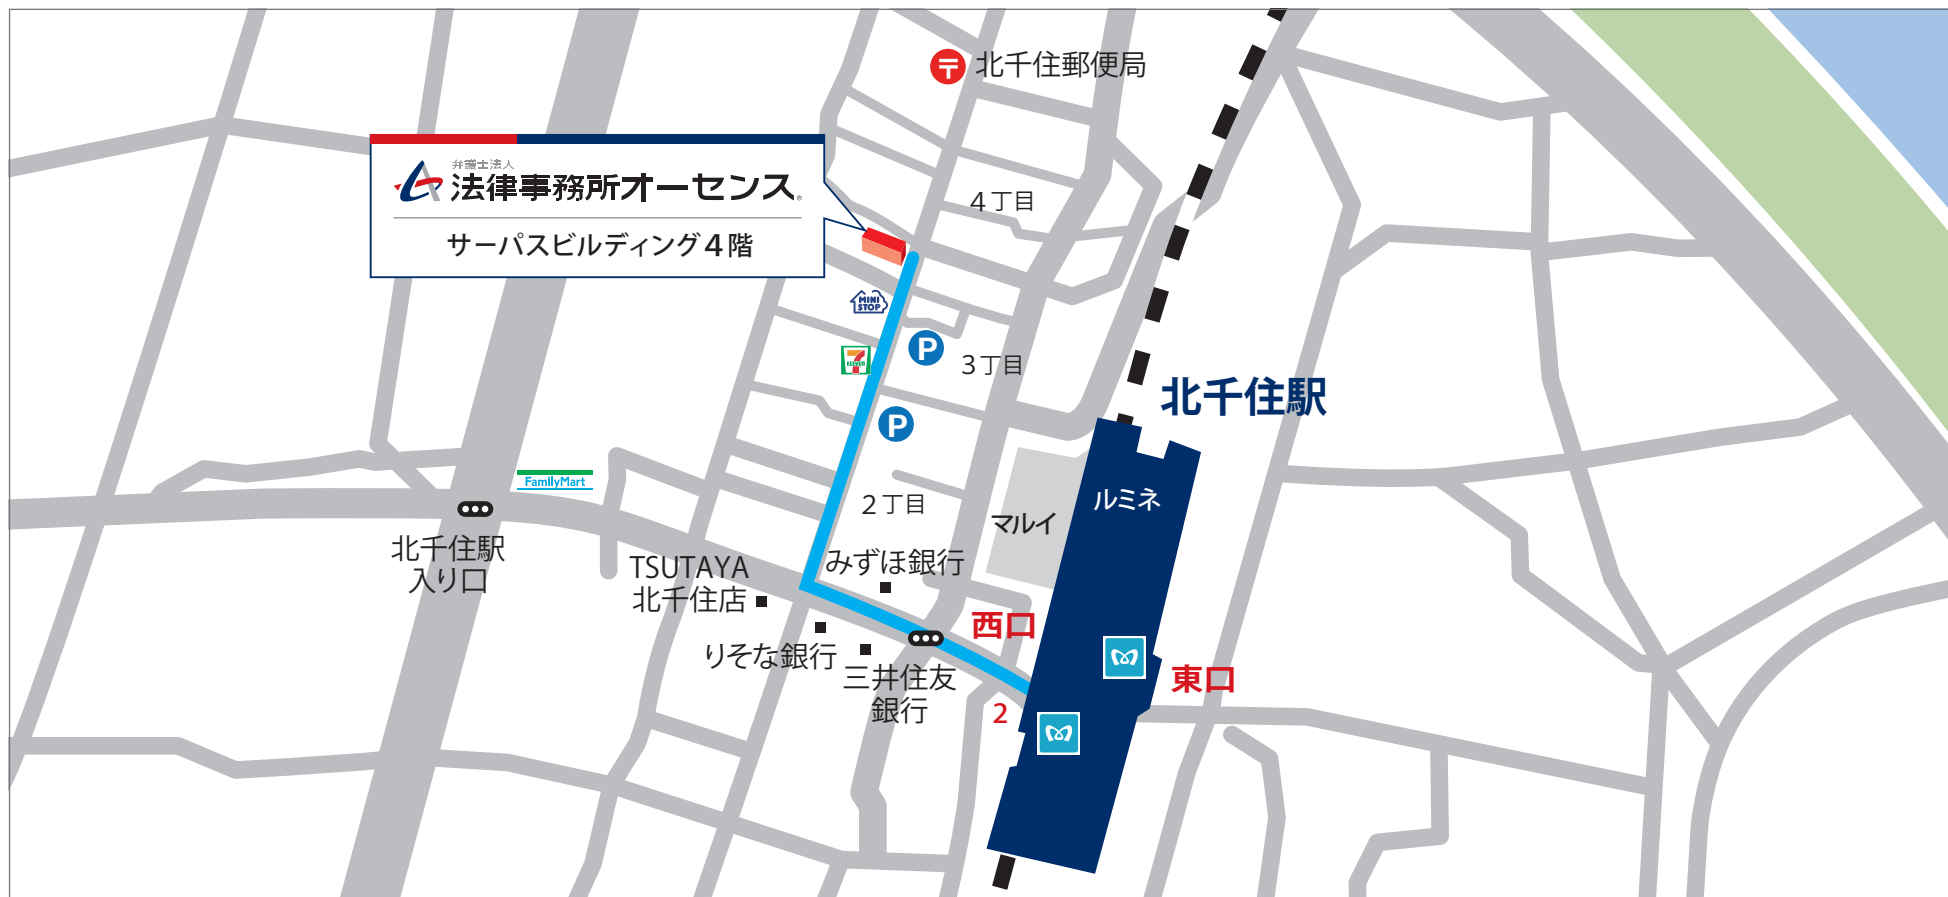 〒 北千住郵便局
弁護士法人
法律事務所オーセンス®
サーパスビルディング4階
4丁目
MINI
STOP
P
7
ELEVEN
3丁目
北千住駅
P
FamilyMart
2丁目
ルミネ
マルイ
北千住駅
入り口
みずほ銀行
TSUTAYA
北千住店
西口
りそな銀行
三井住友
銀行
東口
2